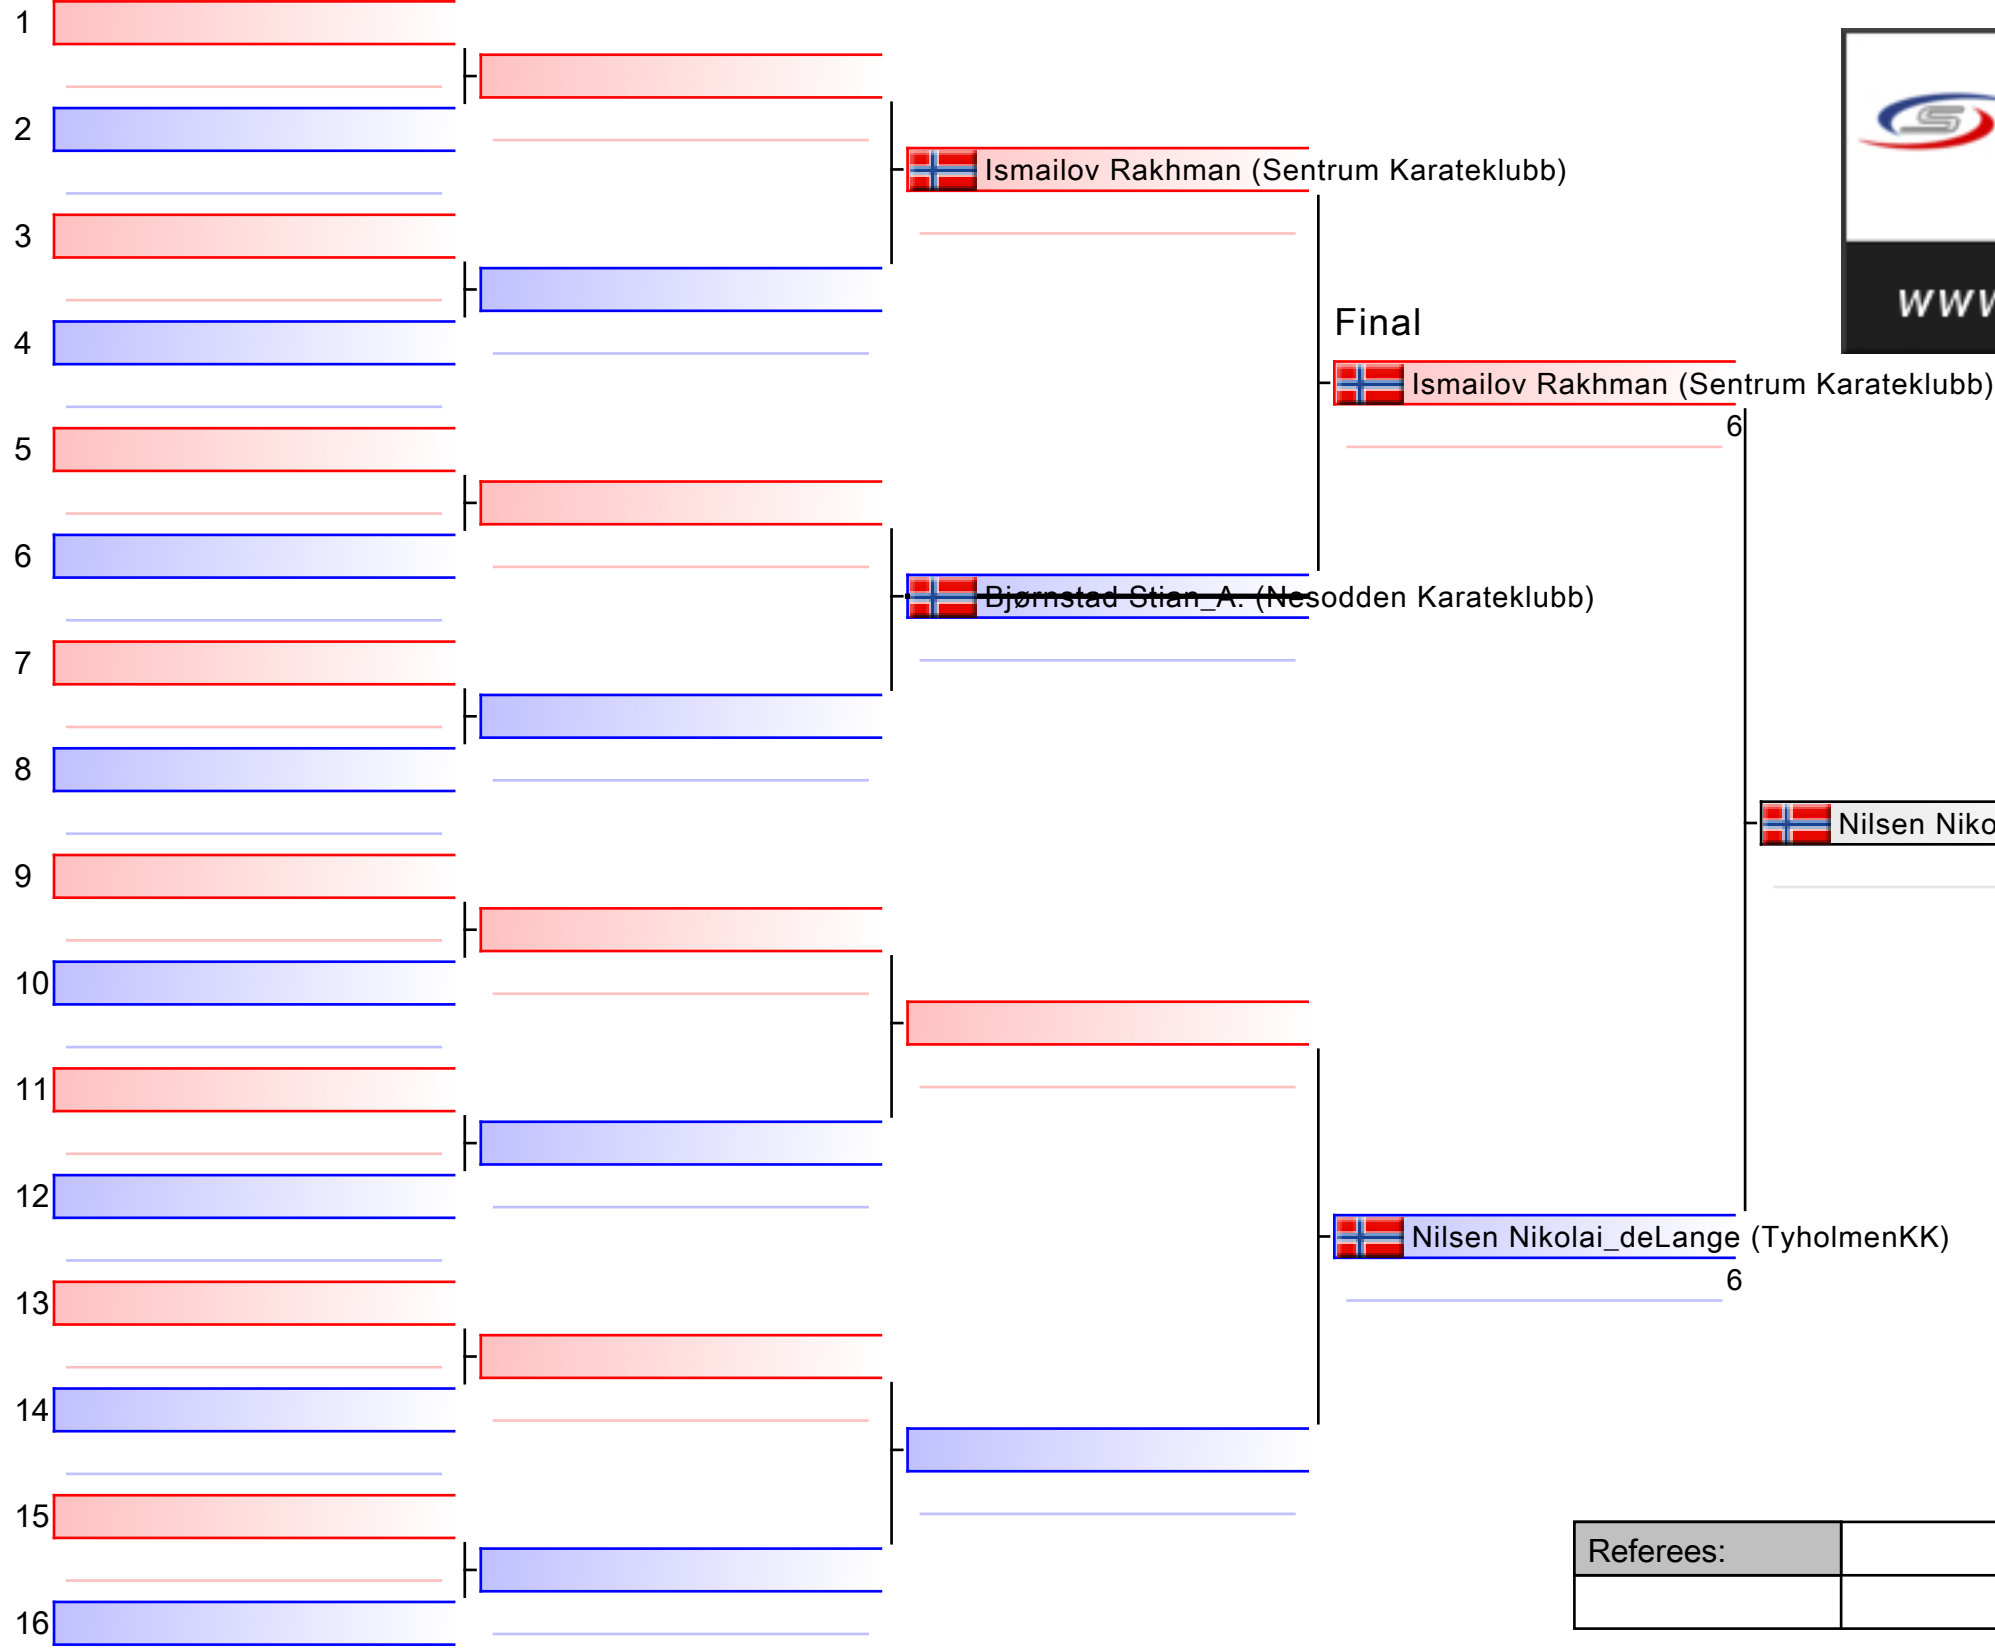 1
2
Ismailov Rakhman (Sentrum Karateklubb)
3
4
Final
Ismailov Rakhman (Sentrum Karateklubb)
6
5
6
Bjørnstad Stian_A. (Nesodden Karateklubb)
7
8
Nilsen Niko
9
10
11
12
Nilsen Nikolai_deLange (TyholmenKK)
6
13
14
15
Referees:
16
S
www